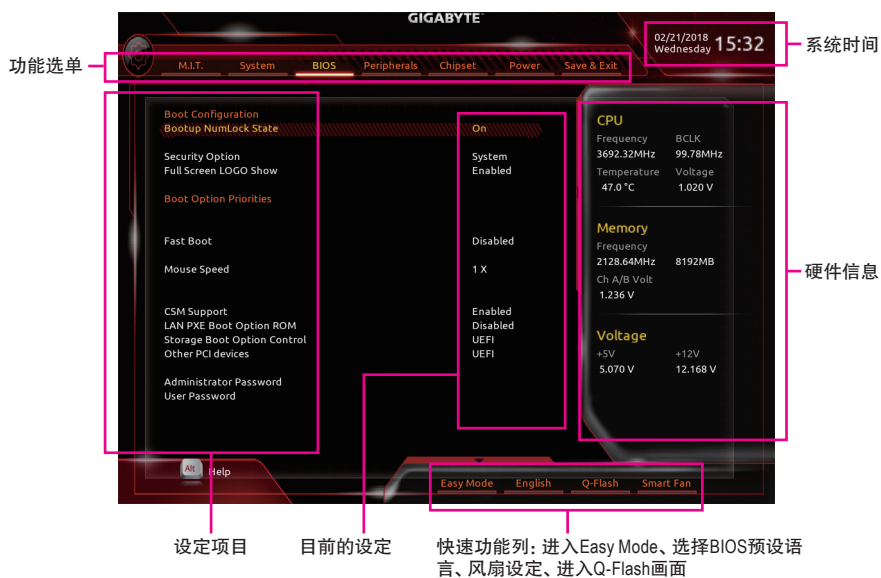 GIGABYTE
02/21/2018
Wednesday 15:32
系统时间
功能选单
M.I.T. System BIOS Peripherals Chipset Power Save & Exit
Boot Configuration
Bootup NumLock State On
Security Option System
Full Screen LOGO Show Enabled
Boot Option Priorities
Fast Boot Disabled
Mouse Speed 1 X
CSM Support Enabled
LAN PXE Boot Option ROM Disabled
Storage Boot Option Control UEFI
Other PCI devices UEFI
Administrator Password
User Password
CPU
Frequency BCLK
3692.32MHz 99.78MHz
Temperature Voltage
47.0 °C 1.020 V
Memory
Frequency
2128.64MHz 8192MB
Ch A/B Volt
1.236 V
Voltage
+5V +12V
5.070 V 12.168 V
硬件信息
Alt Help
Easy Mode English Q-Flash Smart Fan
设定项目
目前的设定
快速功能列: 进入Easy Mode、选择BIOS预设语
言、风扇设定、进入Q-Flash画面